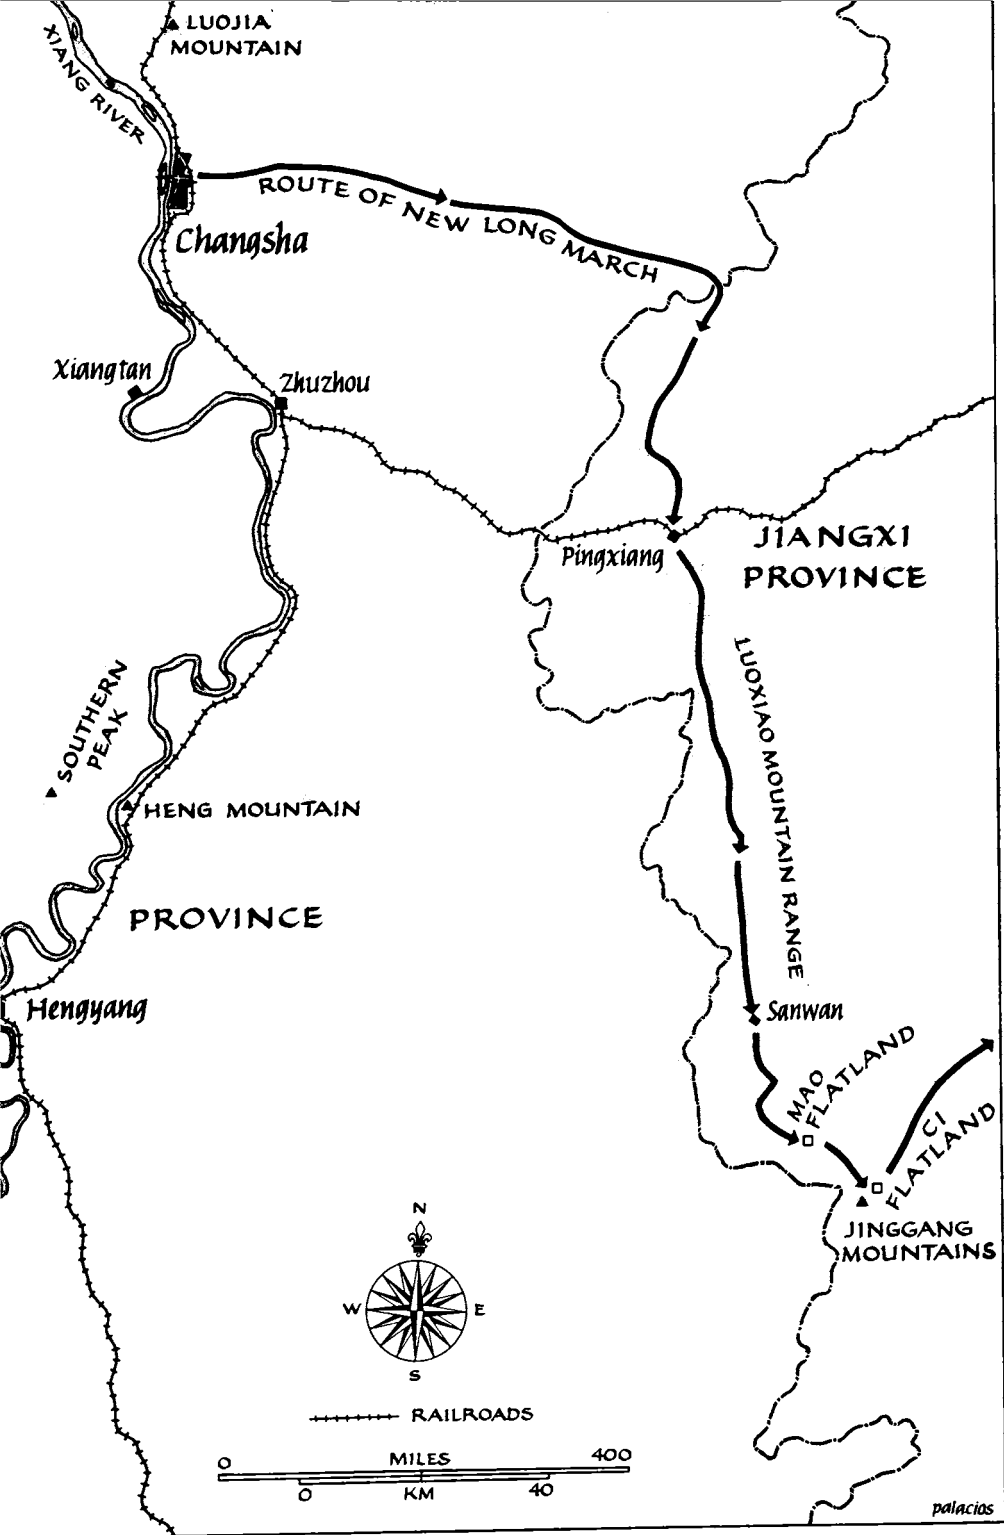 LUOJIA
MOUNTAIN
XIANG RIVER
ROUTE OF NEW LONG MARCH
Changsha
Xiangtan
Zhuzhou
Pingxiang
JIANGXI
PROVINCE
LUOXIAO MOUNTAIN RANGE
SOUTHERN
PEAK
HENG MOUNTAIN
PROVINCE
Hengyang
Sanwan
MAO
FLATLAND
CI
FLATLAND
JINGGANG
MOUNTAINS
N
W E
S
RAILROADS
0 MILES 400
0 KM 40
palacios